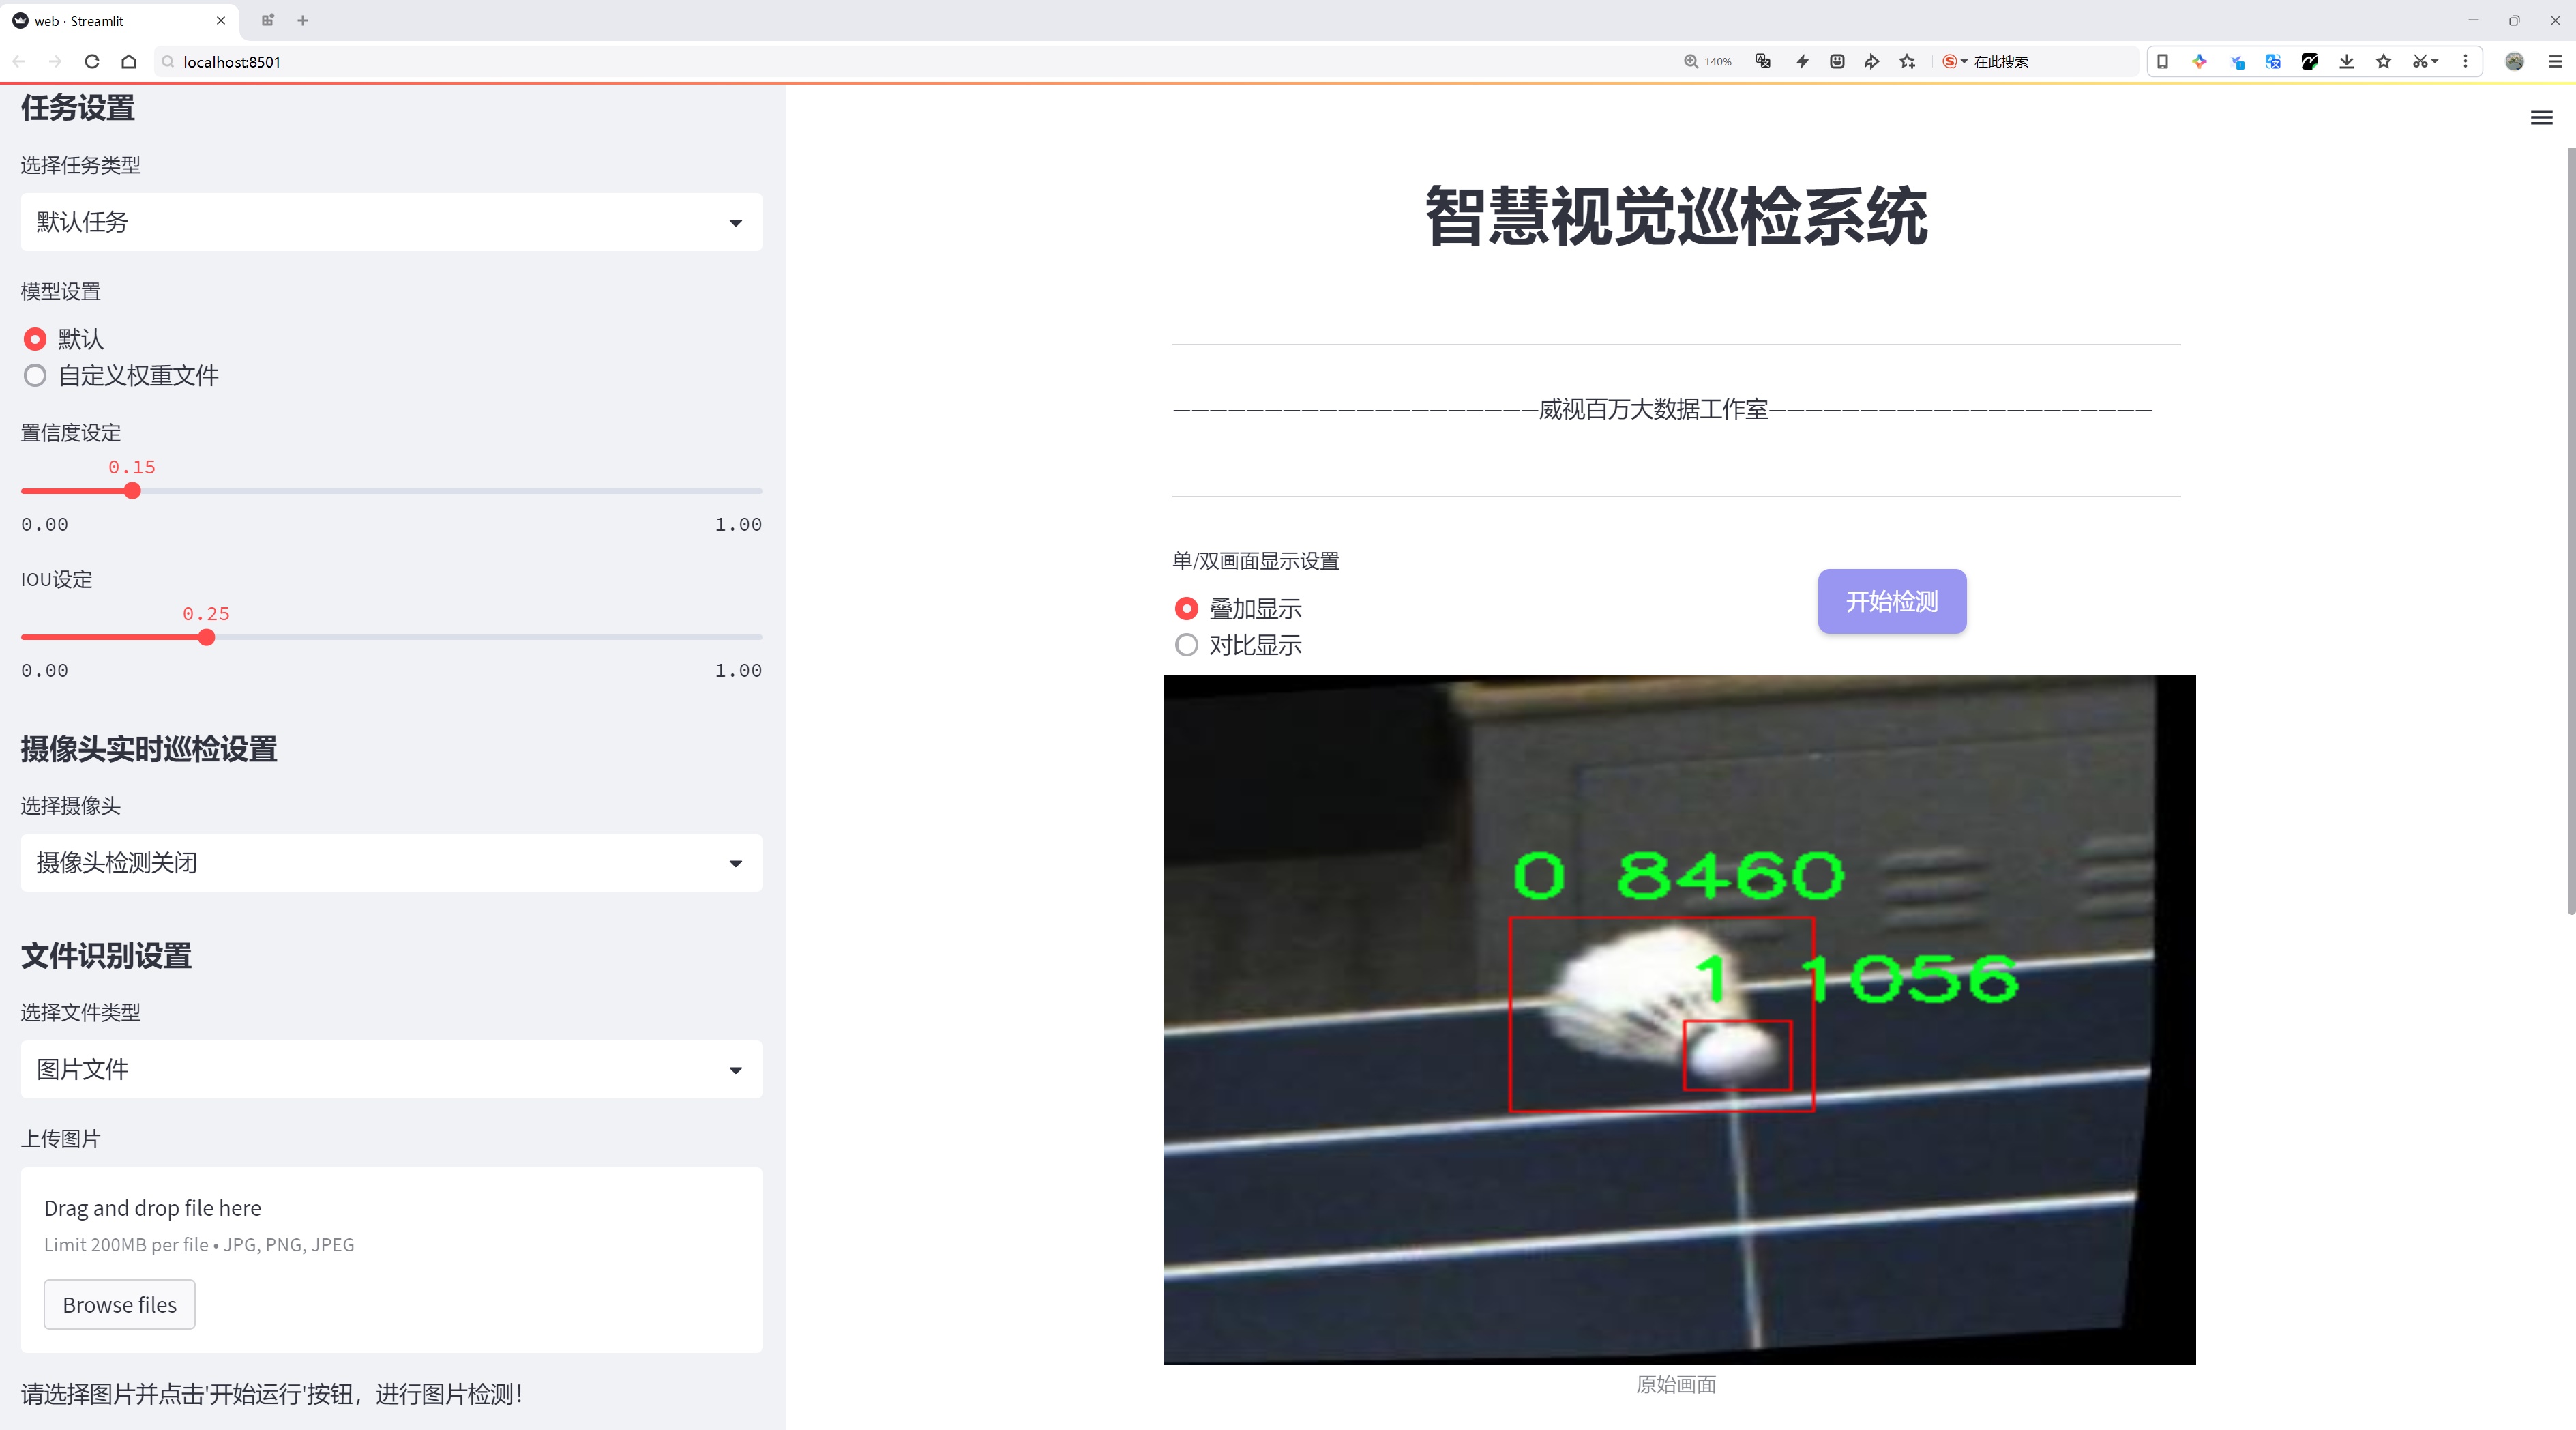 web · Streamlit
localhost:8501
140%
在此搜索
任务设置
选择任务类型
默认任务
模型设置
默认
自定义权重文件
置信度设定
0.15
0.00 1.00
IOU设定
0.25
0.00 1.00
摄像头实时巡检设置
选择摄像头
摄像头检测关闭
文件识别设置
选择文件类型
图片文件
上传图片
Drag and drop file here
Limit 200MB per file • JPG, PNG, JPEG
Browse files
请选择图片并点击'开始运行'按钮，进行图片检测！
智慧视觉巡检系统
————————————————————威视百万大数据工作室—————————————————————
单/双画面显示设置
叠加显示
对比显示
开始检测
0 8460
1 1056
原始画面